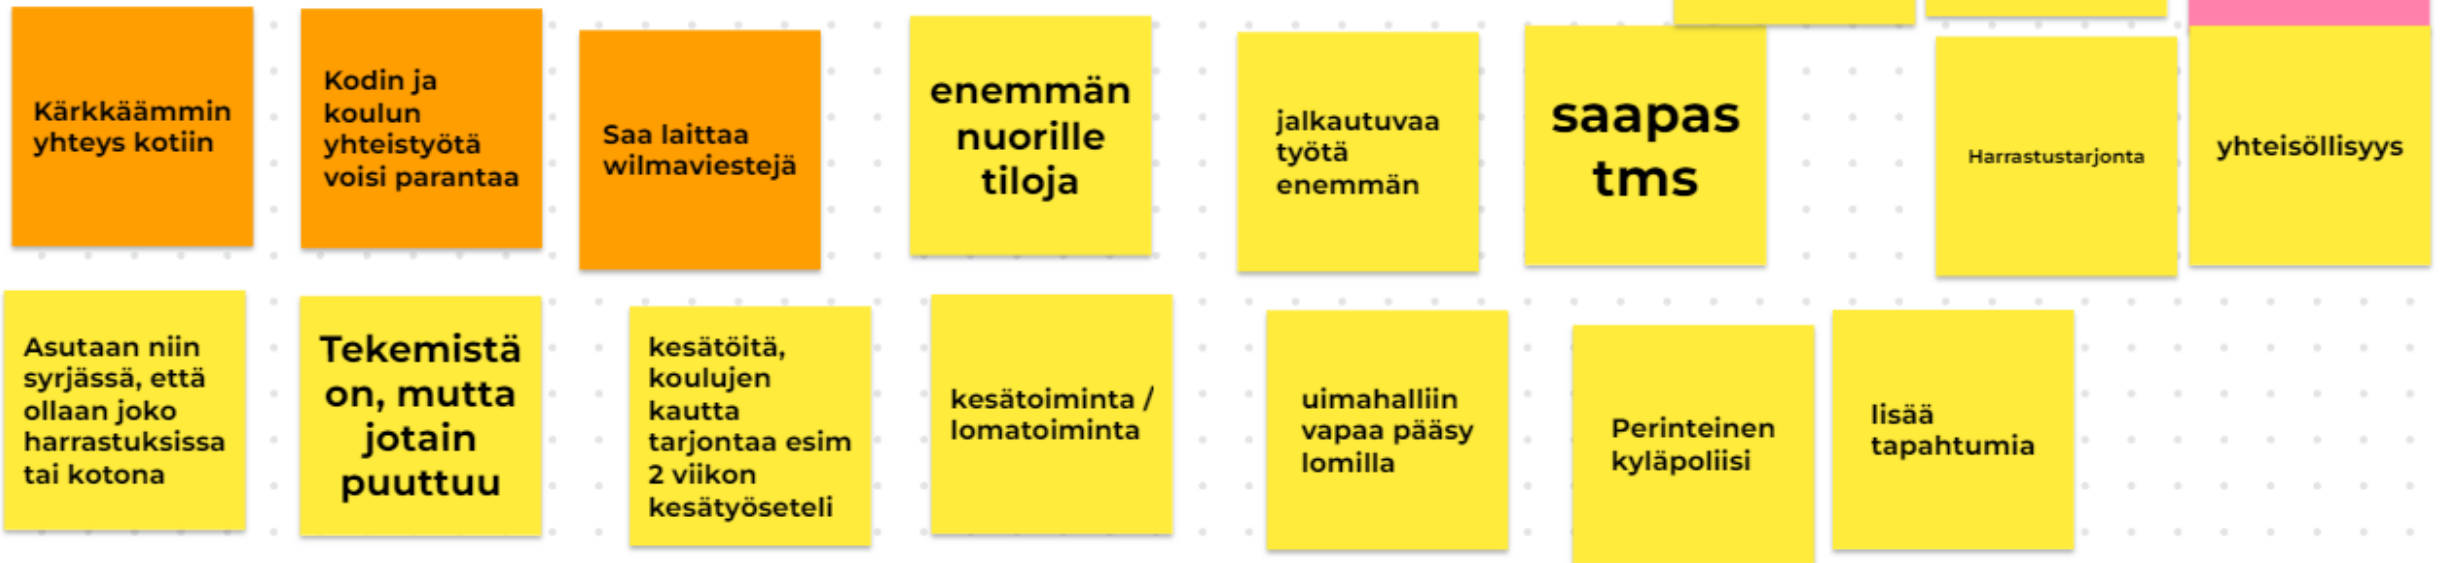 Kärkkäämmin
yhteys kotiin
Kodin ja
koulun
yhteistyötä
voisi parantaa
Saa laittaa
wilmaviestejä
enemmän
nuorille
tiloja
jalkautuvaa
työtä
enemmän
saapas
tms
Harrastustarjonta
yhteisöllisyys
Asutaan niin
syrjässä, että
ollaan joko
harrastuksissa
tai kotona
Tekemistä
on, mutta
jotain
puuttuu
kesätöitä,
koulujen
kautta
tarjontaa esim
2 viikon
kesätyöseteli
kesätoiminta /
lomatoiminta
uimahalliin
vapaa pääsy
lomilla
Perinteinen
kyläpoliisi
lisää
tapahtumia